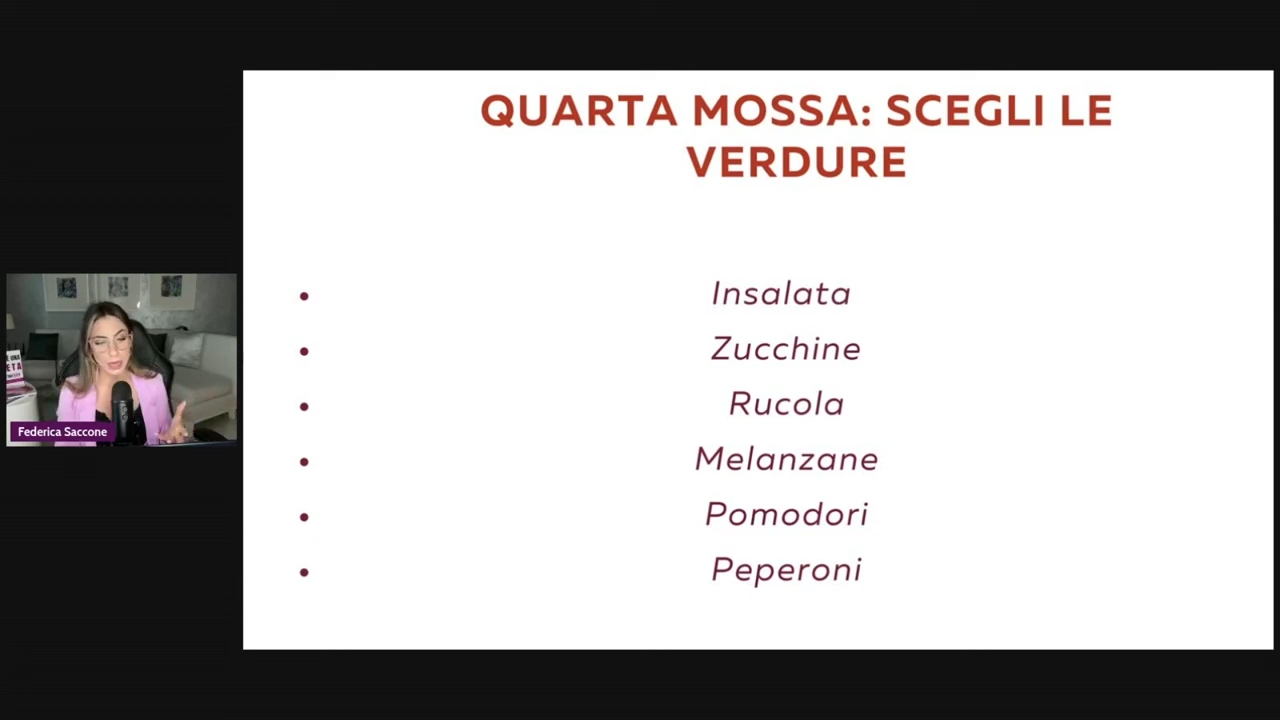 QUARTA MOSSA: SCEGLI LE
VERDURE
• Insalata
• Zucchine
• Rucola
• Melanzane
• Pomodori
• Peperoni
Federica Saccone